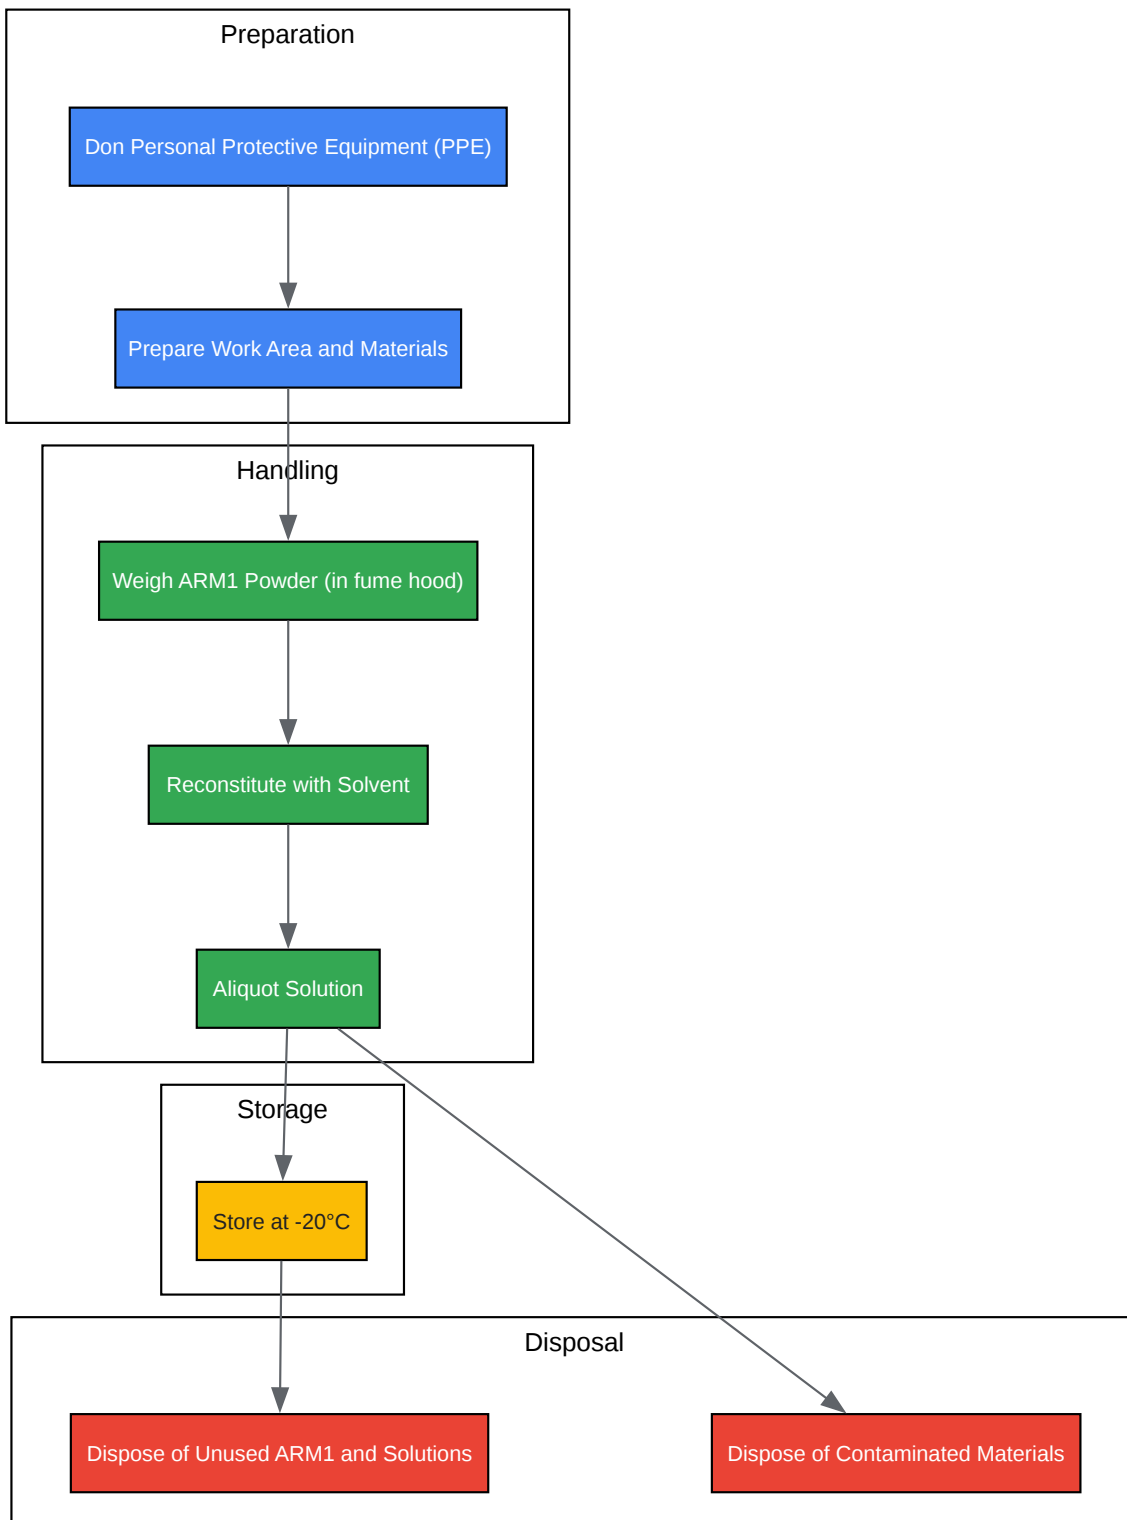 Preparation
Don Personal Protective Equipment (PPE)
Prepare Work Area and Materials
Handling
Weigh ARM1 Powder (in fume hood)
Reconstitute with Solvent
Aliquot Solution
Storage
Store at -20°C
Disposal
Dispose of Unused ARM1 and Solutions
Dispose of Contaminated Materials